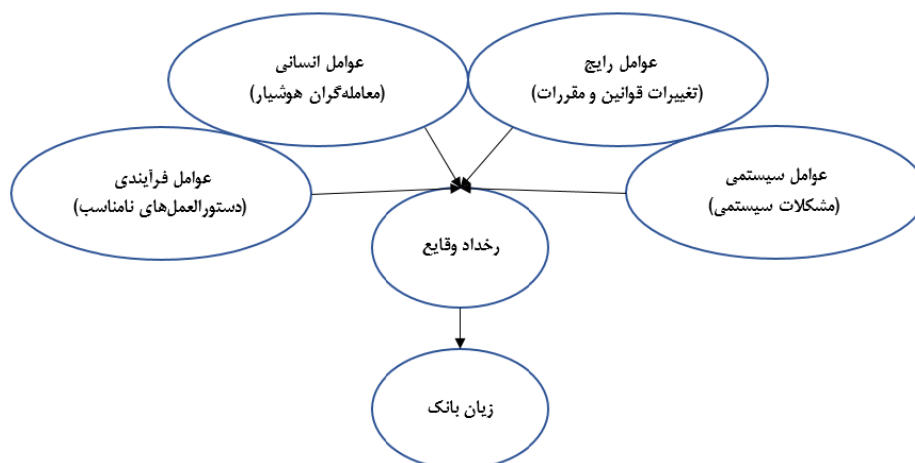 عوامل رایج
(تغییرات قوانین و مقررات)
عوامل انسانی
(معامله‌گران هوشیار)
عوامل سیستمی
(مشکلات سیستمی)
عوامل فرآیندی
(دستورالعمل‌های نامناسب)
رخداد وقایع
زیان بانک